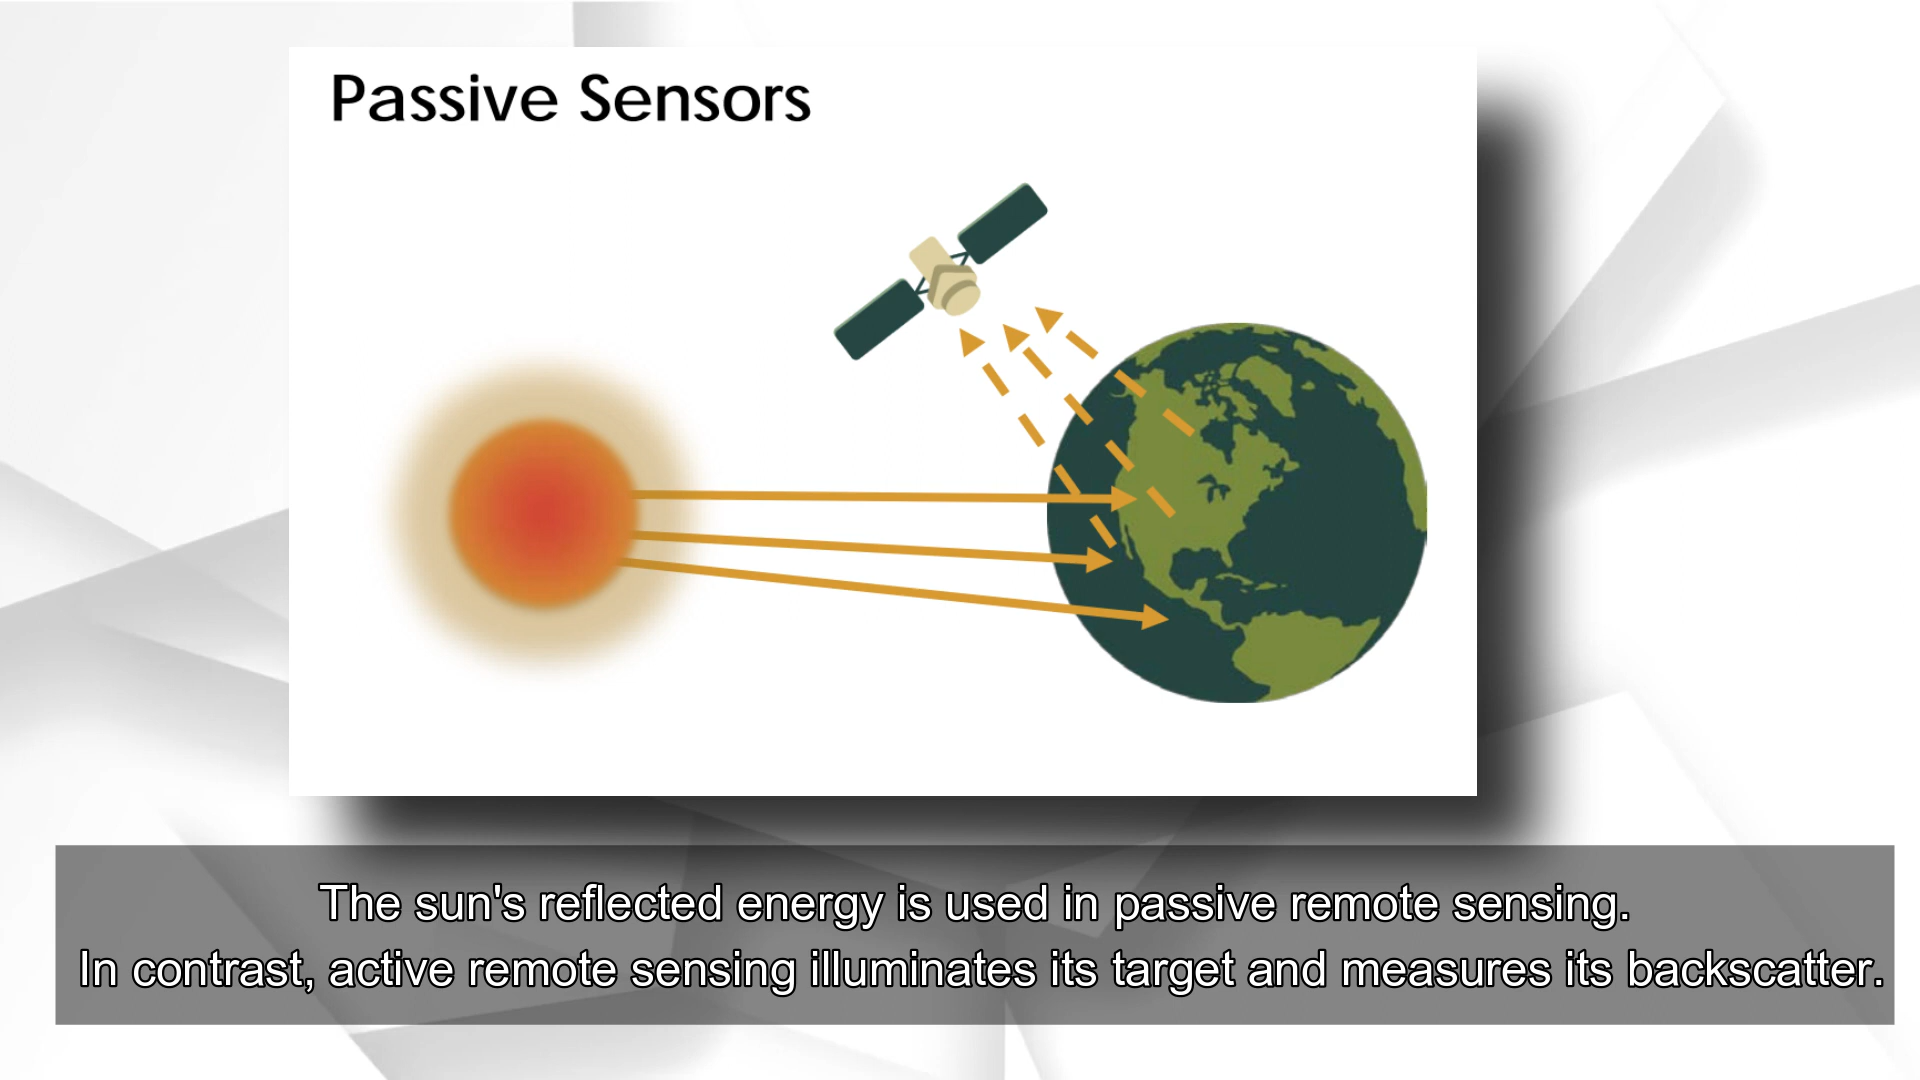 Passive Sensors
The sun's reflected energy is used in passive remote sensing.
In contrast, active remote sensing illuminates its target and measures its backscatter.